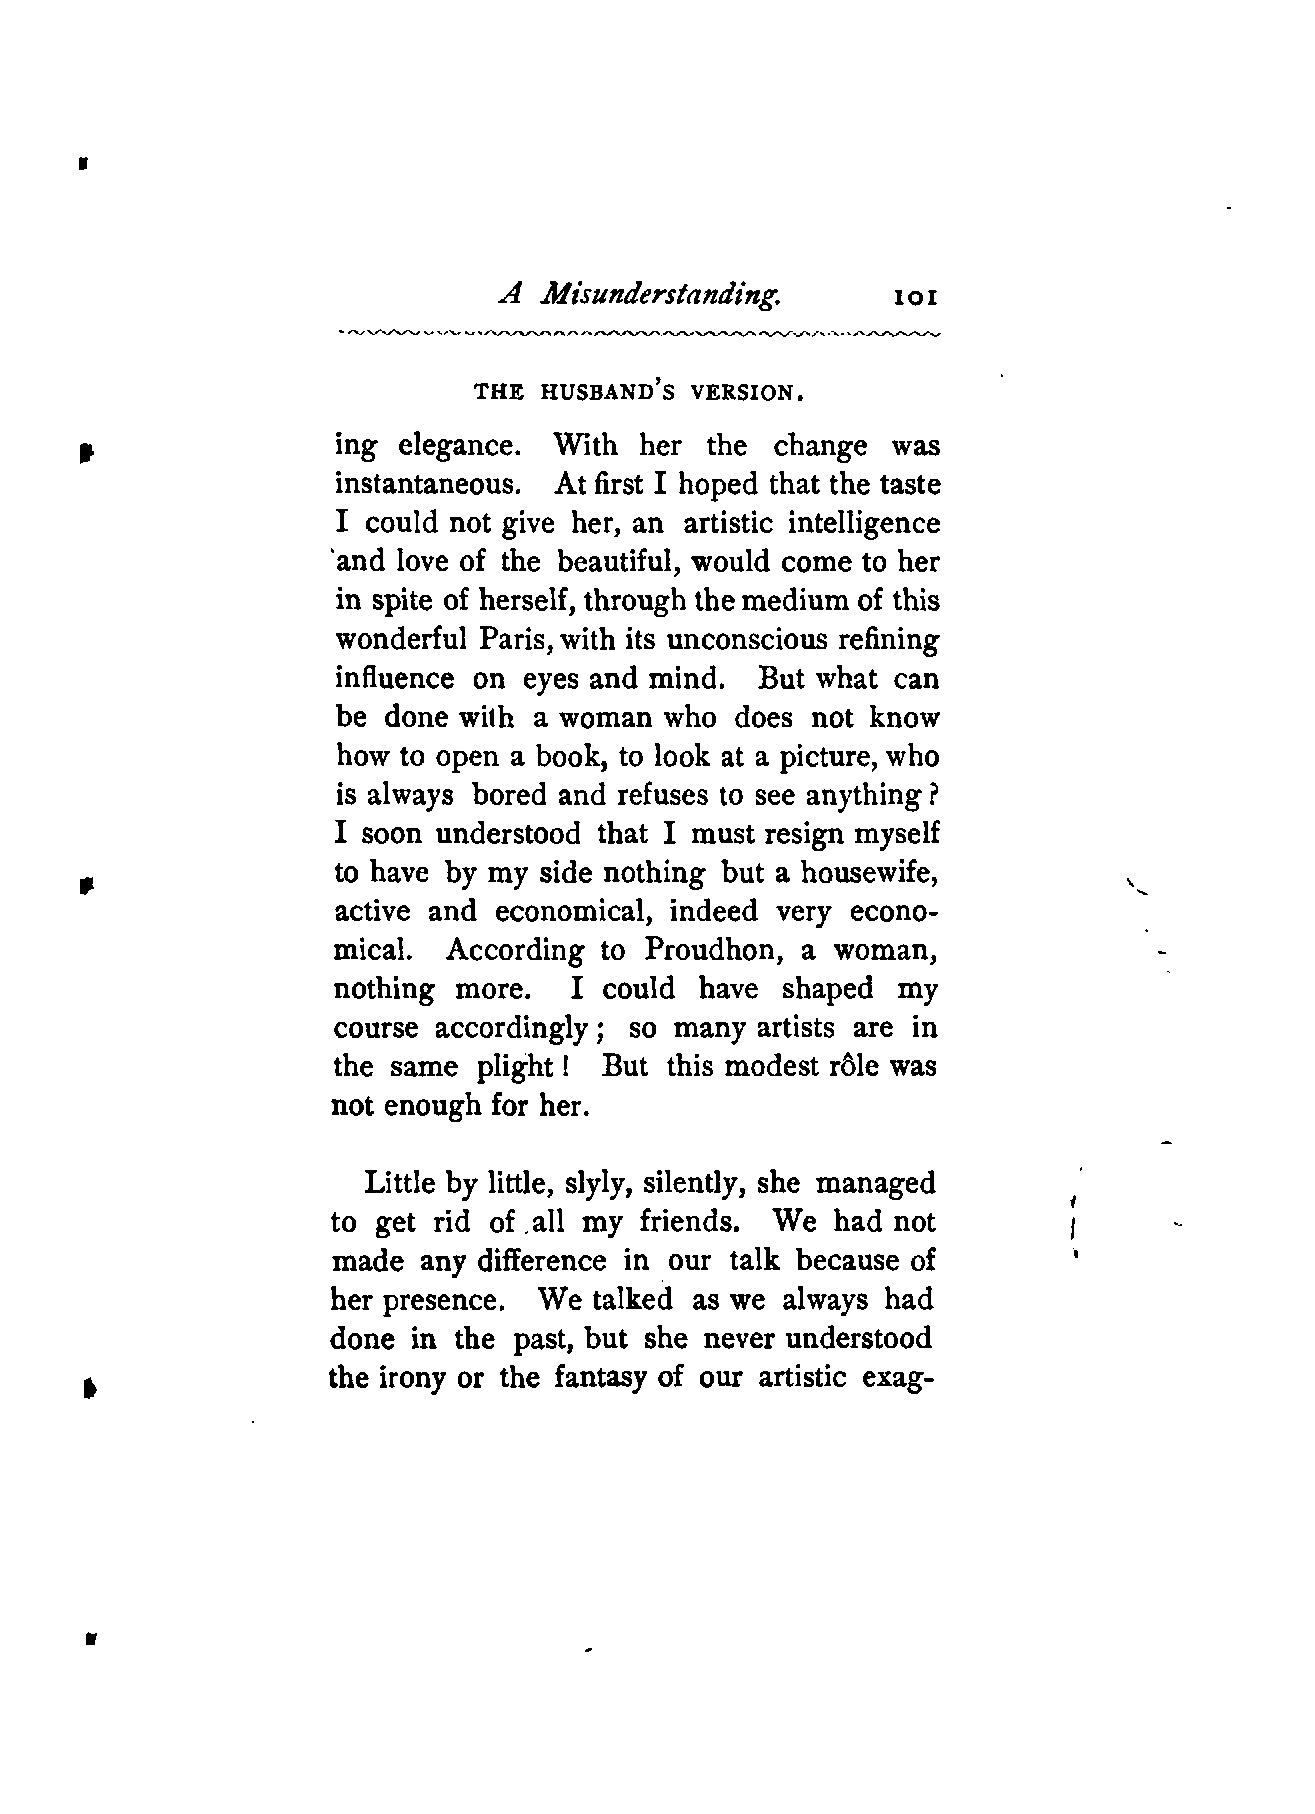 A Misunderstanding. 101
THE HUSBAND'S VERSION.
ing elegance. With her the change was
instantaneous. At first I hoped that the taste
I could not give her, an artistic intelligence
and love of the beautiful, would come to her
in spite of herself, through the medium of this
wonderful Paris, with its unconscious refining
influence on eyes and mind. But what can
be done with a woman who does not know
how to open a book, to look at a picture, who
is always bored and refuses to see anything?
I soon understood that I must resign myself
to have by my side nothing but a housewife,
active and economical, indeed very econo-
mical. According to Proudhon, a woman,
nothing more. I could have shaped my
course accordingly; so many artists are in
the same plight! But this modest rôle was
not enough for her.
Little by little, slyly, silently, she managed
to get rid of all my friends. We had not
made any difference in our talk because of
her presence. We talked as we always had
done in the past, but she never understood
the irony or the fantasy of our artistic exag-